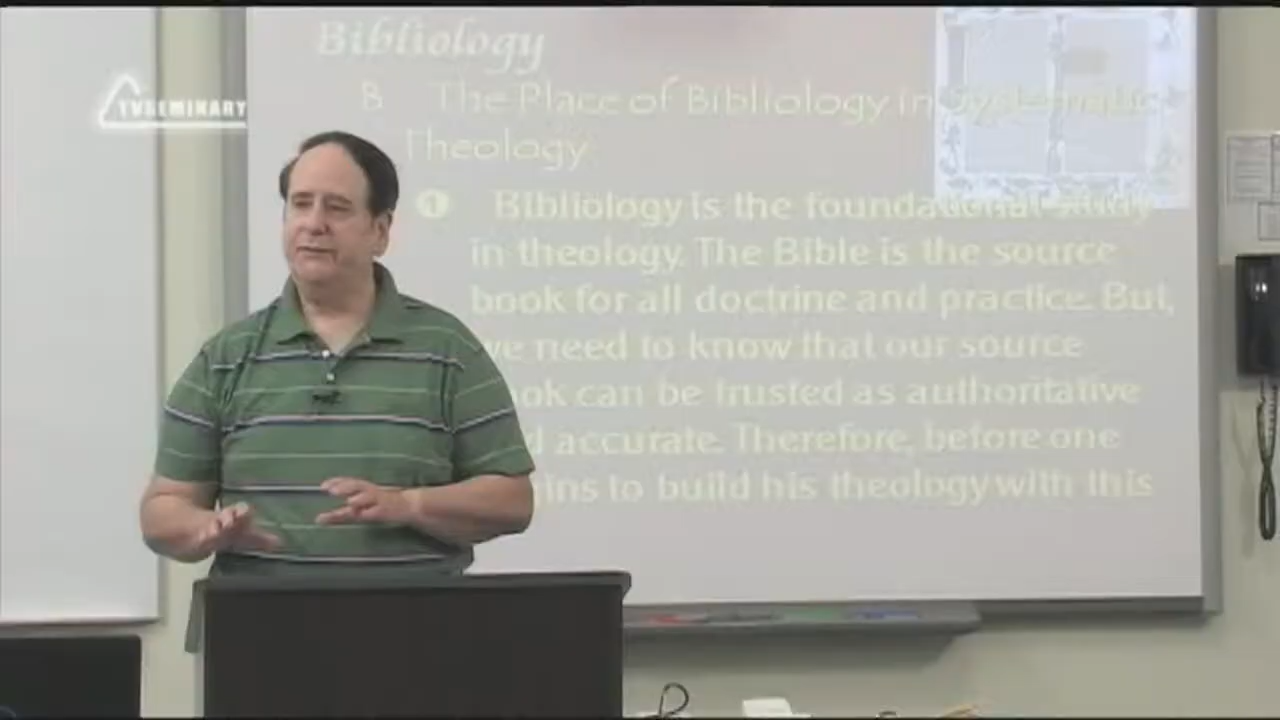 Bibliology
TVSEMINARY
B. The Place of Bibliology in Systematic
Theology
1 Bibliology is the foundational study
in theology. The Bible is the source
book for all doctrine and practice. But,
we need to know that our source
ok can be trusted as authoritative
d accurate. Therefore, before one
ins to build his theology with this